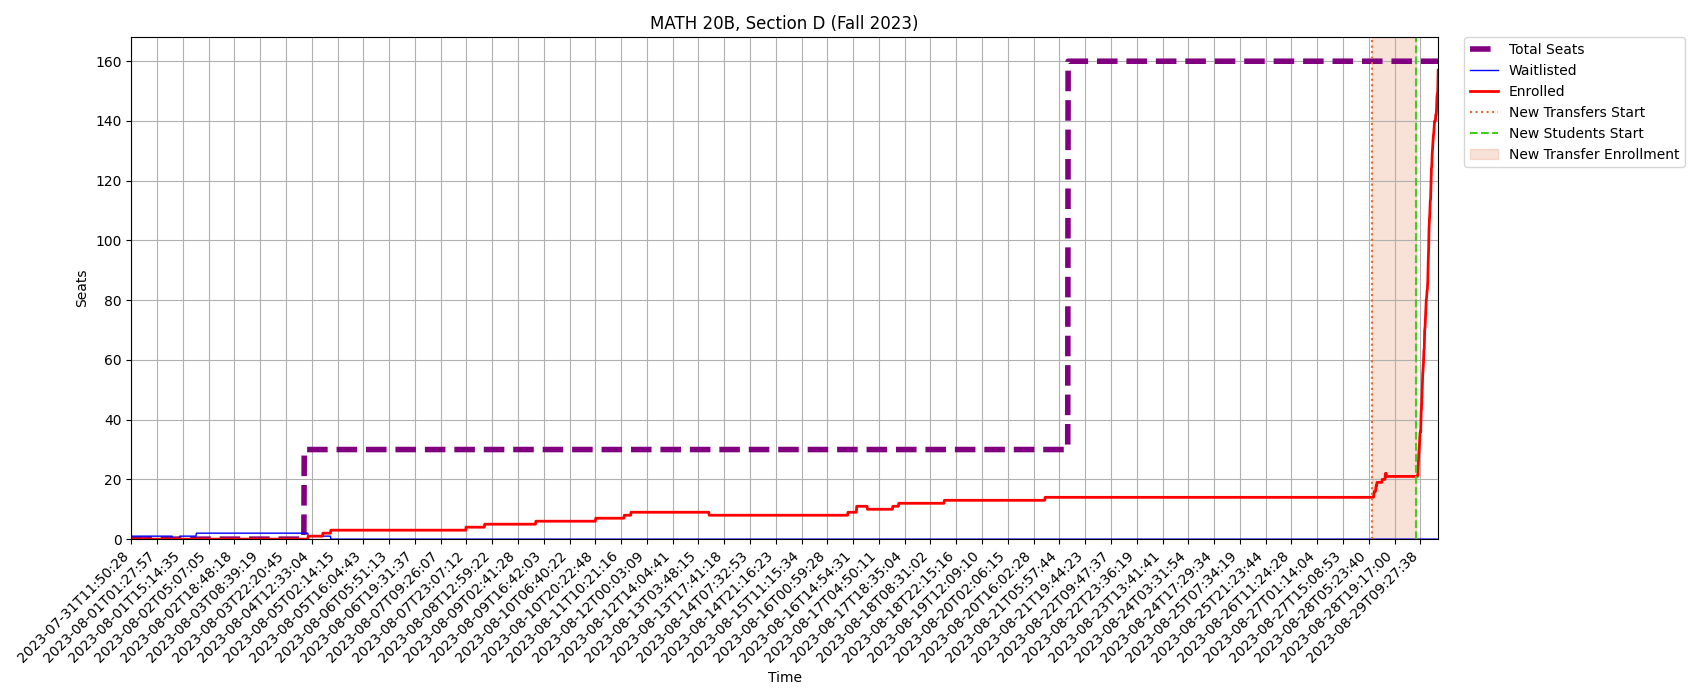 MATH 20B, Section D (Fall 2023)
Total Seats
Waitlisted
Enrolled
New Transfers Start
New Students Start
New Transfer Enrollment
Seats
160
140
120
100
80
60
40
20
0
2023-07-31T11:50:28
2023-08-01T01:27:57
2023-08-01T15:14:35
2023-08-02T05:07:05
2023-08-02T18:48:18
2023-08-03T08:39:19
2023-08-03T22:20:45
2023-08-04T12:33:04
2023-08-05T02:14:15
2023-08-05T16:04:43
2023-08-06T05:51:13
2023-08-06T19:31:37
2023-08-07T09:26:07
2023-08-07T23:07:12
2023-08-08T12:59:22
2023-08-09T02:41:28
2023-08-09T16:42:03
2023-08-10T06:40:22
2023-08-10T20:22:48
2023-08-11T10:21:16
2023-08-12T00:03:09
2023-08-12T14:04:41
2023-08-13T03:48:15
2023-08-13T17:41:18
2023-08-14T07:32:53
2023-08-14T21:16:23
2023-08-15T11:15:34
2023-08-16T00:59:28
2023-08-16T14:54:31
2023-08-17T04:50:11
2023-08-17T18:35:04
2023-08-18T08:31:02
2023-08-18T22:15:16
2023-08-19T12:09:10
2023-08-20T02:06:15
2023-08-20T16:02:28
2023-08-21T05:57:44
2023-08-21T19:44:23
2023-08-22T09:47:37
2023-08-22T23:36:19
2023-08-23T13:41:41
2023-08-24T03:31:54
2023-08-24T17:29:34
2023-08-25T07:34:19
2023-08-25T21:23:44
2023-08-26T11:24:28
2023-08-27T01:14:04
2023-08-27T15:08:53
2023-08-28T05:23:40
2023-08-28T19:17:00
2023-08-29T09:27:38
Time